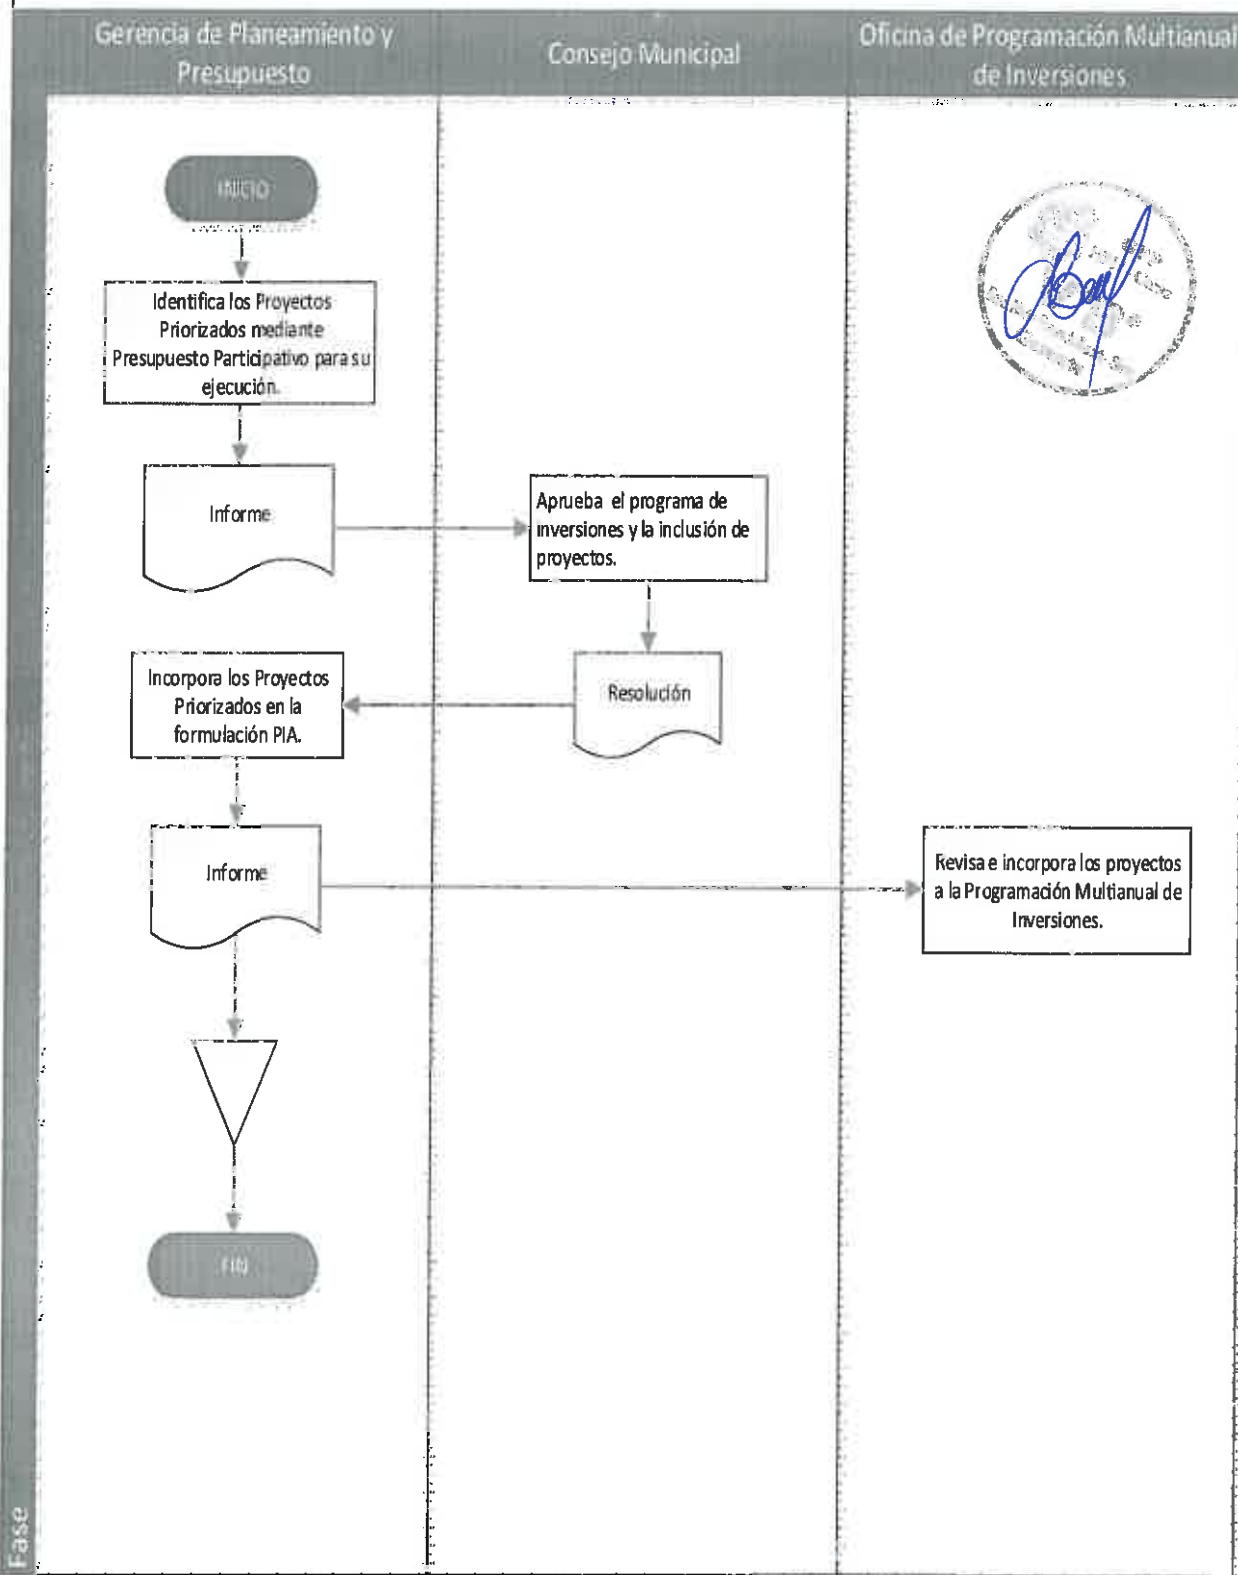 Gerencia de Planeamiento y
Presupuesto
Consejo Municipal
Oficina de Programación Multianual
de Inversiones
INICIO
Identifica los Proyectos
Priorizados mediante
Presupuesto Participativo para su
ejecución.
Informe
Aprueba el programa de
inversiones y la inclusión de
proyectos.
Incorpora los Proyectos
Priorizados en la
formulación PIA.
Resolución
Informe
Revisa e incorpora los proyectos
a la Programación Multianual de
Inversiones.
FIN
Fase